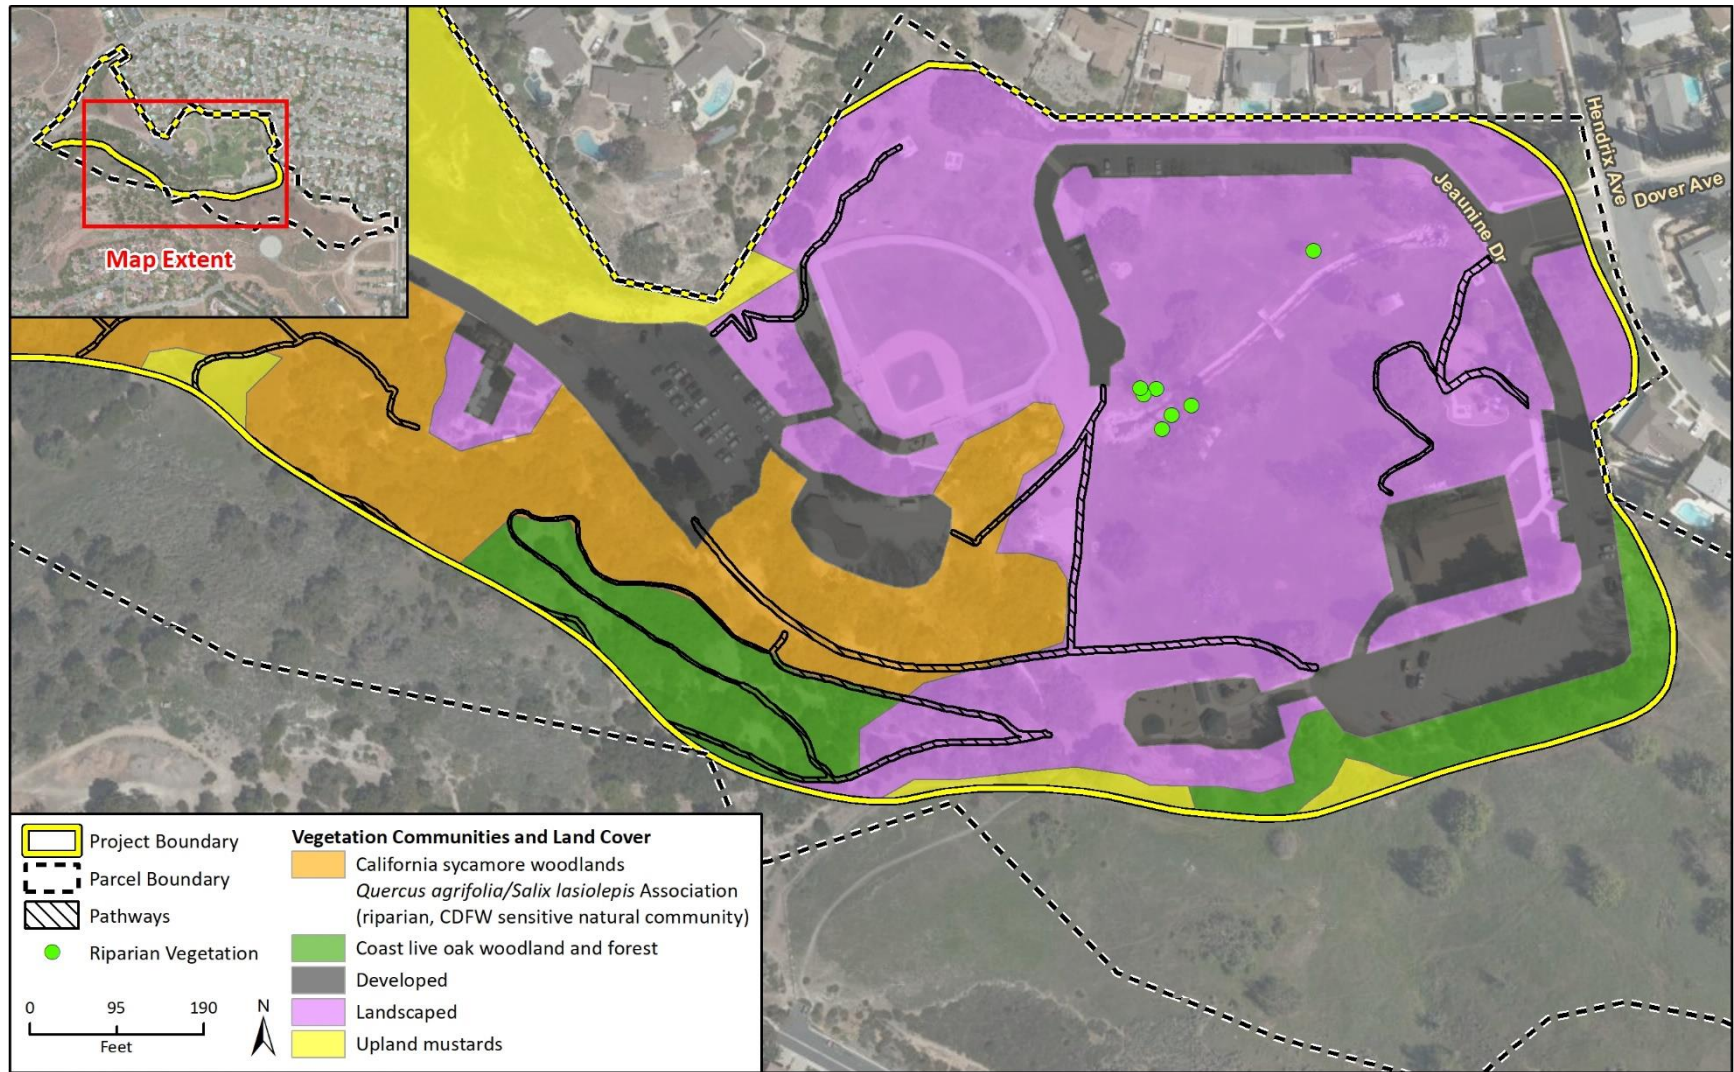 Map Extent
Hendrix Ave
Dover Ave
Jeaunine Dr
Project Boundary
Parcel Boundary
Pathways
Riparian Vegetation
0 95 190
Feet
N
Vegetation Communities and Land Cover
California sycamore woodlands
Quercus agrifolia/Salix lasiolepis Association
(riparian, CDFW sensitive natural community)
Coast live oak woodland and forest
Developed
Landscaped
Upland mustards